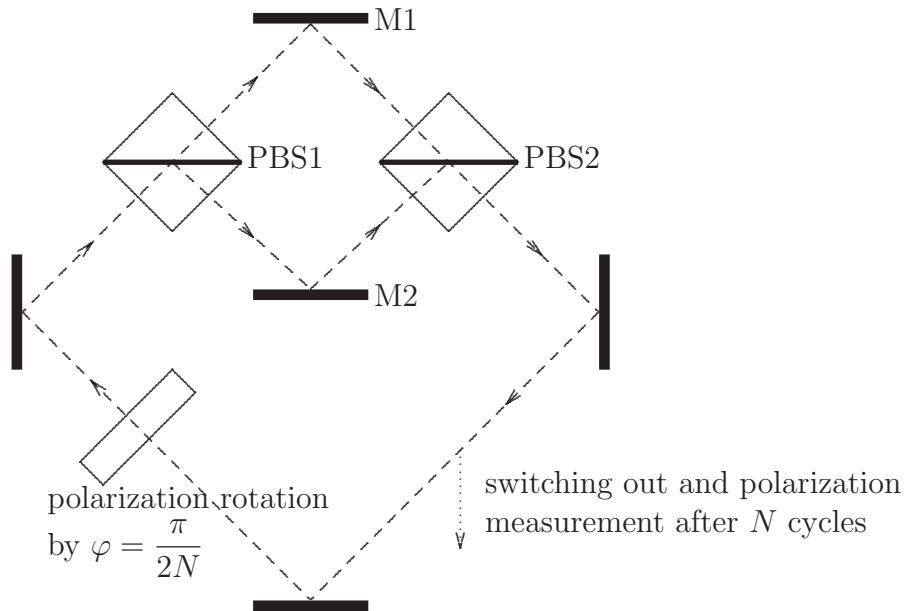 M1
PBS1
PBS2
M2
polarization rotation
by φ = π/2N
switching out and polarization
measurement after N cycles